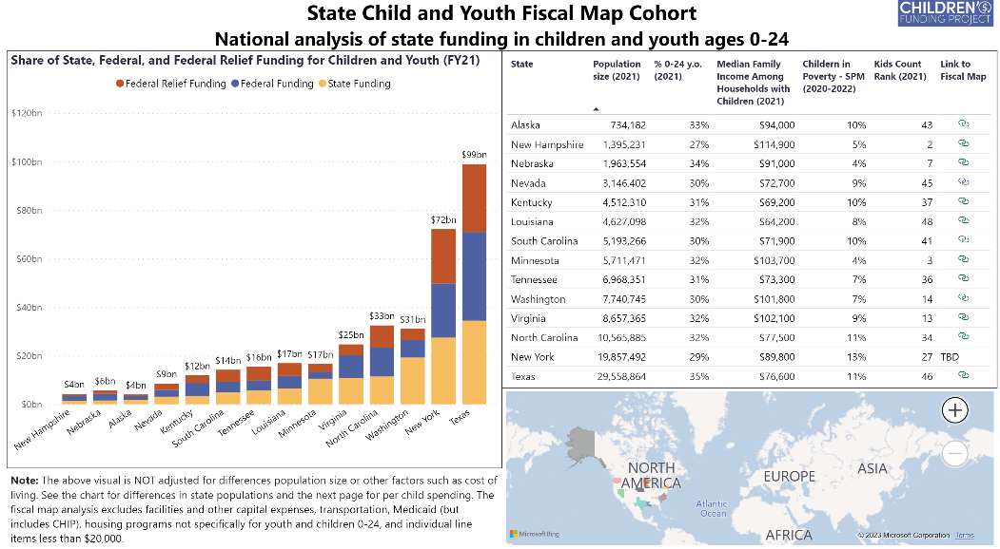 State Child and Youth Fiscal Map Cohort
National analysis of state funding in children and youth ages 0-24
CHILDREN'S
FUNDING PROJECT
Share of State, Federal, and Federal Relief Funding for Children and Youth (FY21)
Federal Relief Funding Federal Funding State Funding
$120bn
$100bn
$80bn
$60bn
$40bn
$20bn
$0bn
$4bn $6bn $4bn $9bn $12bn $14bn $16bn $17bn $17bn $25bn $33bn $31bn $72bn $99bn
New Hampshire
Nebraska
Alaska
Nevada
Kentucky
South Carolina
Tennessee
Louisiana
Minnesota
Virginia
North Carolina
Washington
New York
Texas
Note: The above visual is NOT adjusted for differences population size or other factors such as cost of
living. See the chart for differences in state populations and the next page for per child spending. The
fiscal map analysis excludes facilities and other capital expenses, transportation, Medicaid (but
includes CHIP), housing programs not specifically for youth and children 0-24, and individual line
items less than $20,000.
State Population % 0-24 y.o. Median Family Childern in Kids Count Link to
size (2021) (2021) Income Among Poverty - SPM Rank (2021) Fiscal Map
Households with (2020-2022)
Children (2021)
Alaska 734,182 33% $94,000 10% 43
New Hampshire 1,395,231 27% $114,900 5% 2
Nebraska 1,963,554 34% $91,000 4% 7
Nevada 3,146,402 30% $72,700 9% 45
Kentucky 4,512,310 31% $69,200 10% 37
Louisiana 4,627,098 32% $64,200 8% 48
South Carolina 5,193,266 30% $71,900 10% 41
Minnesota 5,711,471 32% $103,700 4% 3
Tennessee 6,968,351 31% $73,300 7% 36
Washington 7,740,745 30% $101,800 7% 14
Virginia 8,657,365 32% $102,100 9% 13
North Carolina 10,565,885 32% $77,500 11% 34
New York 19,857,492 29% $89,800 13% 27 TBD
Texas 29,558,864 35% $76,600 11% 46
NORTH
AMERICA
EUROPE
ASIA
Atlantic
Ocean
AFRICA
Microsoft Bing
© 2023 Microsoft Corporation Terms